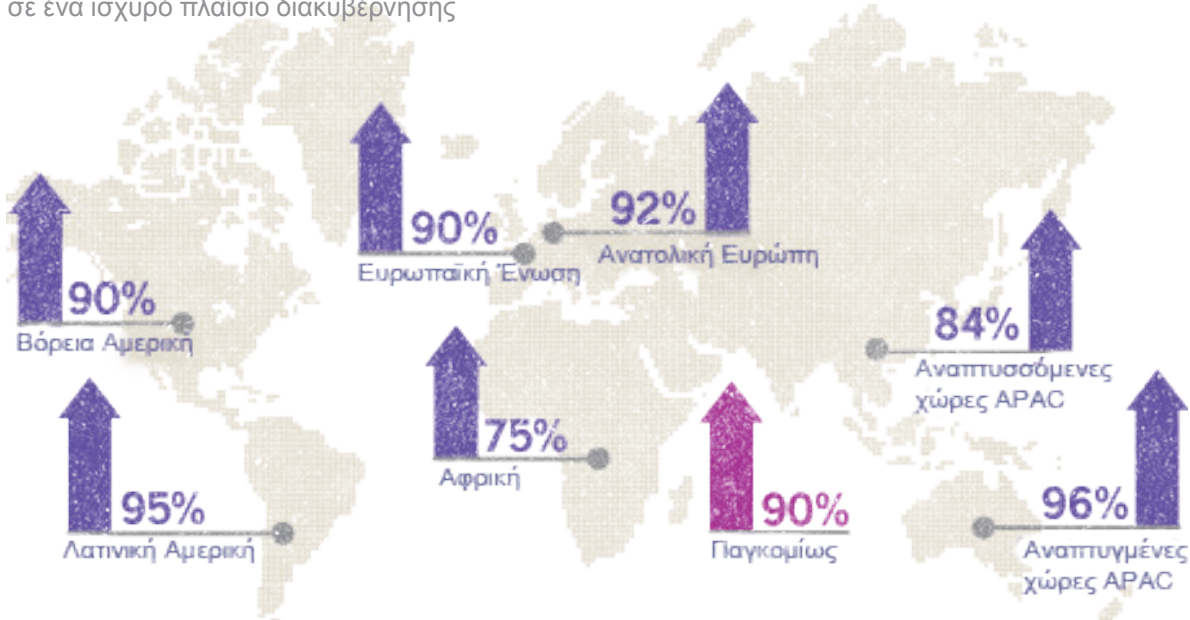 σε ένα ισχυρό πλαίσιο διακυβέρνησης
90%
Ευρωπαϊκή Ένωση
92%
Ανατολική Ευρώπη
90%
Βόρεια Αμερική
84%
Αναπτυσσόμενες
χώρες APAC
75%
Αφρική
95%
Λατινική Αμερική
90%
Παγκομίως
96%
Αναπτυγμένες
χώρες APAC